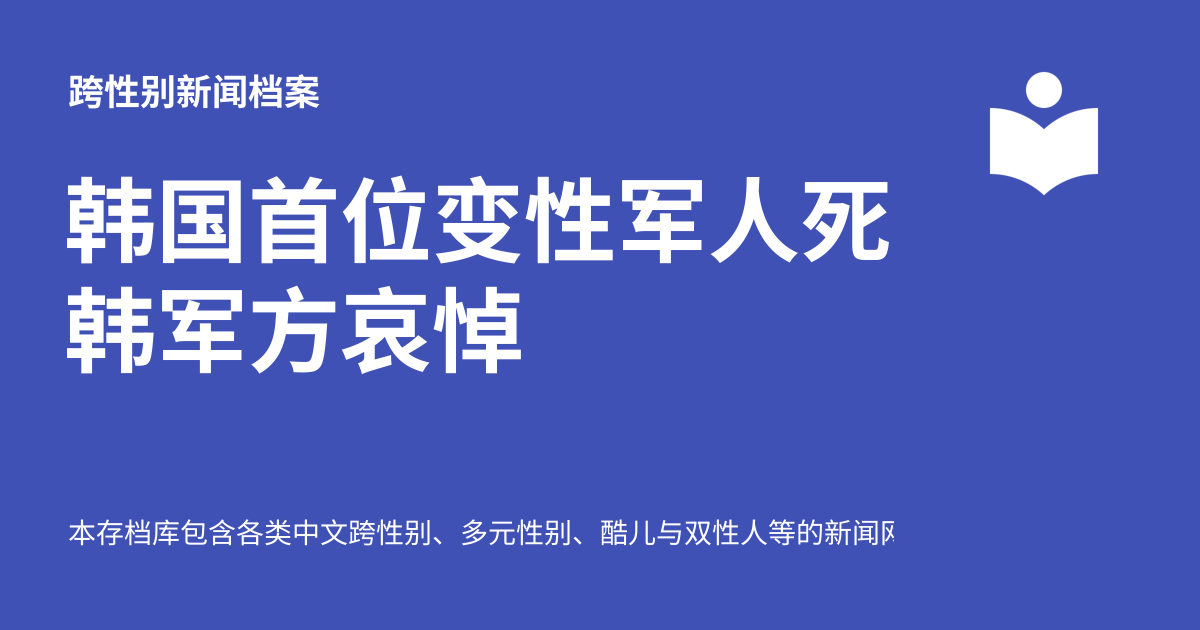 跨性别新闻档案
韩国首位变性军人死
韩军方哀悼
本存档库包含各类中文跨性别、多元性别、酷儿与双性人等的新闻